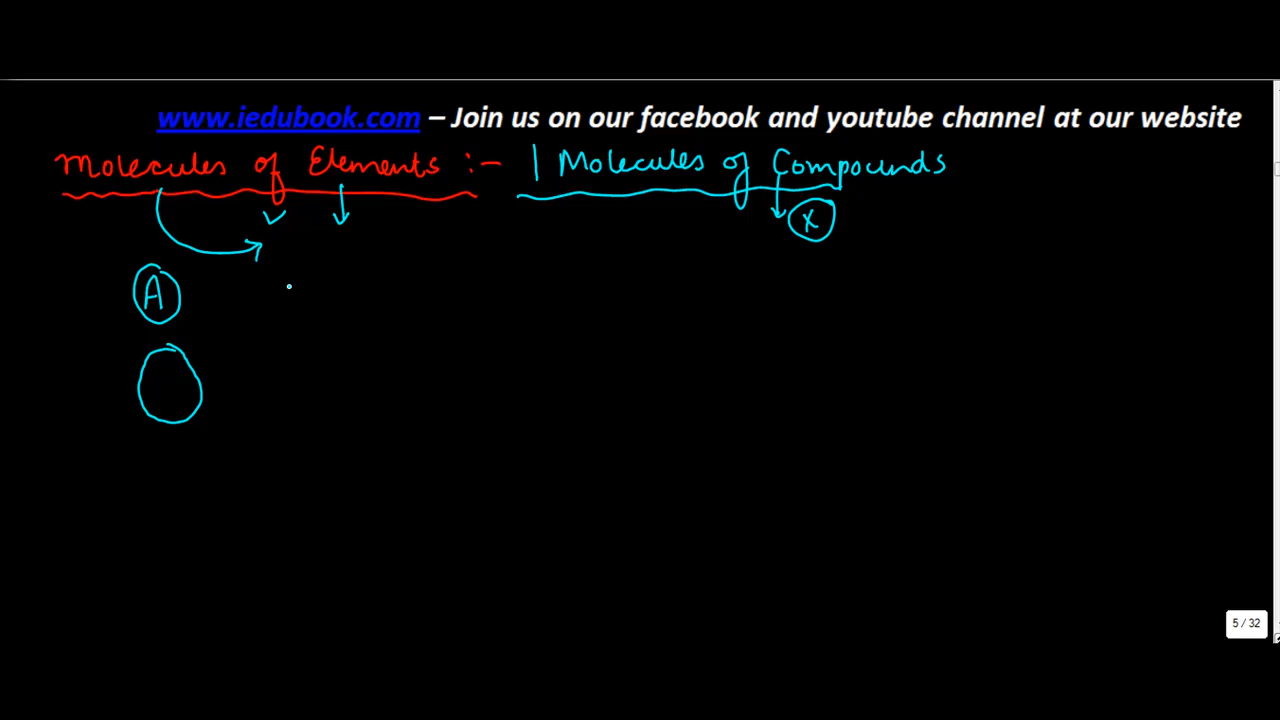 www.iedubook.com – Join us on our facebook and youtube channel at our website
Molecules of Elements :- | Molecules of Compounds
X
A
5 / 32